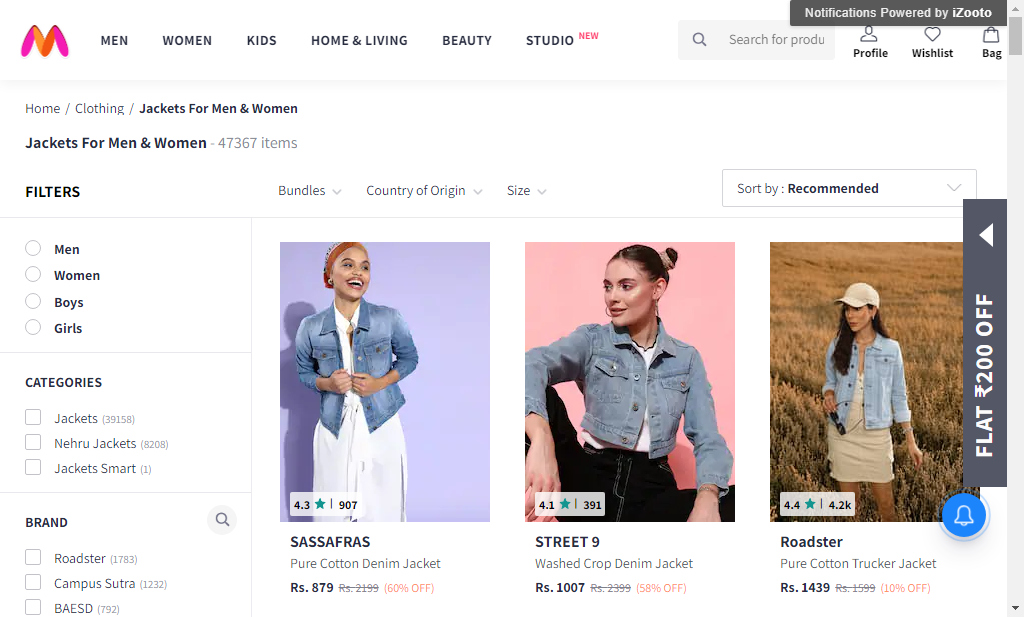 Notifications Powered by iZooto
MEN WOMEN KIDS HOME & LIVING BEAUTY STUDIO NEW
Search for produ
Profile Wishlist Bag
Home / Clothing / Jackets For Men & Women
Jackets For Men & Women - 47367 items
FILTERS
Bundles Country of Origin Size
Sort by : Recommended
Men
Women
Boys
Girls
CATEGORIES
Jackets (39158)
Nehru Jackets (8208)
Jackets Smart (1)
BRAND
Roadster (1783)
Campus Sutra (1232)
BAESD (792)
4.3 ★ | 907
SASSAFRAS
Pure Cotton Denim Jacket
Rs. 879 Rs. 2199 (60% OFF)
4.1 ★ | 391
STREET 9
Washed Crop Denim Jacket
Rs. 1007 Rs. 2399 (58% OFF)
4.4 ★ | 4.2k
Roadster
Pure Cotton Trucker Jacket
Rs. 1439 Rs. 1599 (10% OFF)
FLAT ₹200 OFF